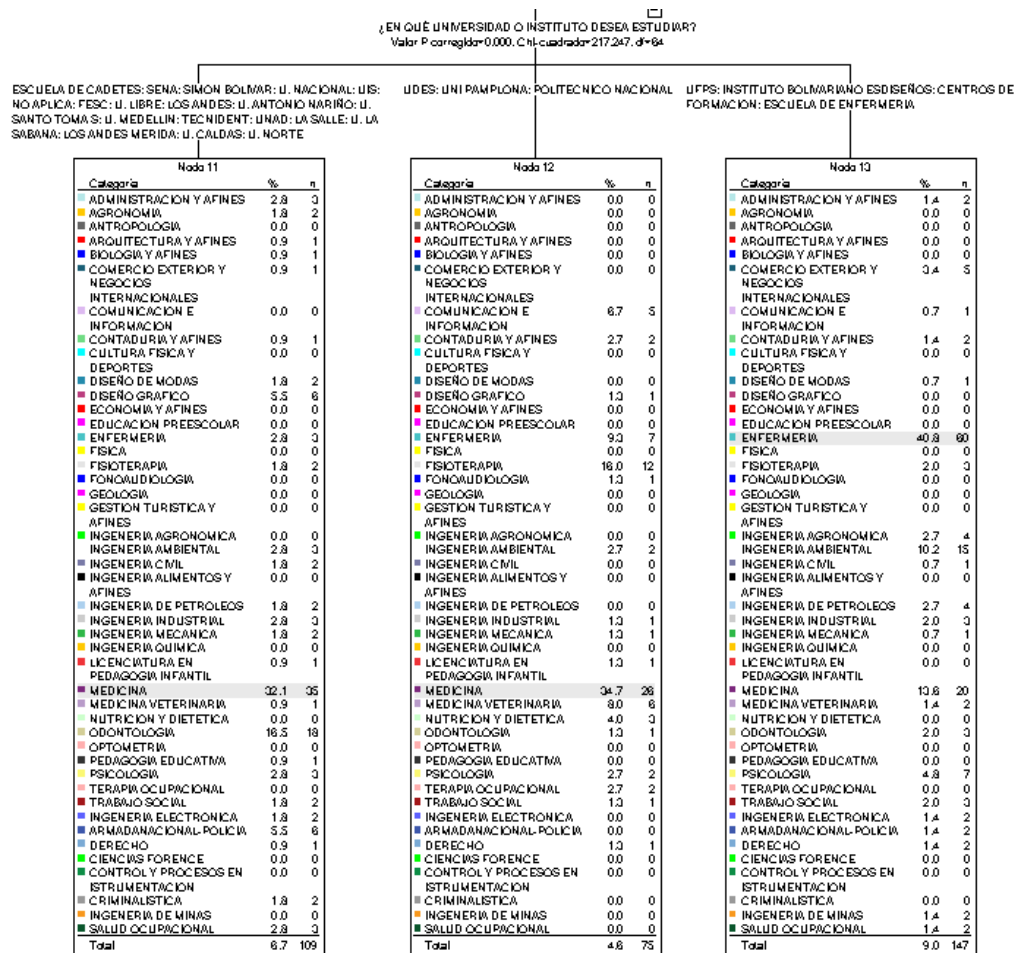 ¿EN QUÉ UNIVERSIDAD O INSTITUTO DESEA ESTUDIAR?
Valor P corregido=0.000, Chi-cuadrado=217.247, df=64
ESCUELA DE CADETES; SENA; SIMON BOLIVAR; U. NACIONAL; UIS;
NO APLICA; FESC; U. LIBRE; LOS ANDES; U. ANTONIO NARIÑO; U.
SANTO TOMAS; U. MEDELLIN; TECNIDENT; UNAD; LA SALLE; U. LA
SABANA; LOS ANDES MERIDA; U. CALDAS; U. NORTE
Nodo 11
Categoría % n
ADMINISTRACION Y AFINES 2.8 3
AGRONOMIA 1.8 2
ANTROPOLOGIA 0.0 0
ARQUITECTURA Y AFINES 0.9 1
BIOLOGIA Y AFINES 0.9 1
COMERCIO EXTERIOR Y 0.9 1
NEGOCIOS
INTERNACIONALES
COMUNICACION E 0.0 0
INFORMACION
CONTADURIA Y AFINES 0.9 1
CULTURA FISICA Y 0.0 0
DEPORTES
DISEÑO DE MODAS 1.8 2
DISEÑO GRAFICO 5.5 6
ECONOMIA Y AFINES 0.0 0
EDUCACION PREESCOLAR 0.0 0
ENFERMERIA 2.8 3
FISICA 0.0 0
FISIOTERAPIA 1.8 2
FONOAUDIOLOGIA 0.0 0
GEOLOGIA 0.0 0
GESTION TURISTICA Y 0.0 0
AFINES
INGENERIA AGRONOMICA 0.0 0
INGENERIA AMBIENTAL 2.8 3
INGENERIA CIVIL 1.8 2
INGENERIA ALIMENTOS Y 0.0 0
AFINES
INGENERIA DE PETROLEOS 1.8 2
INGENERIA INDUSTRIAL 2.8 3
INGENERIA MECANICA 1.8 2
INGENERIA QUIMICA 0.0 0
LICENCIATURA EN 0.9 1
PEDAGOGIA INFANTIL
MEDICINA 32.1 35
MEDICINA VETERINARIA 0.9 1
NUTRICION Y DIETETICA 0.0 0
ODONTOLOGIA 16.5 18
OPTOMETRIA 0.0 0
PEDAGOGIA EDUCATIVA 0.9 1
PSICOLOGIA 2.8 3
TERAPIA OCUPACIONAL 0.0 0
TRABAJO SOCIAL 1.8 2
INGENERIA ELECTRONICA 1.8 2
ARMADANACIONAL-POLICIA 5.5 6
DERECHO 0.9 1
CIENCIAS FORENCE 0.0 0
CONTROL Y PROCESOS EN 0.0 0
ISTRUMENTACION
CRIMINALISTICA 1.8 2
INGENERIA DE MINAS 0.0 0
SALUD OCUPACIONAL 2.8 3
Total 6.7 109
UDES; UNI PAMPLONA; POLITECNICO NACIONAL
Nodo 12
Categoría % n
ADMINISTRACION Y AFINES 0.0 0
AGRONOMIA 0.0 0
ANTROPOLOGIA 0.0 0
ARQUITECTURA Y AFINES 0.0 0
BIOLOGIA Y AFINES 0.0 0
COMERCIO EXTERIOR Y 0.0 0
NEGOCIOS
INTERNACIONALES
COMUNICACION E 6.7 5
INFORMACION
CONTADURIA Y AFINES 2.7 2
CULTURA FISICA Y 0.0 0
DEPORTES
DISEÑO DE MODAS 0.0 0
DISEÑO GRAFICO 1.3 1
ECONOMIA Y AFINES 0.0 0
EDUCACION PREESCOLAR 0.0 0
ENFERMERIA 9.3 7
FISICA 0.0 0
FISIOTERAPIA 16.0 12
FONOAUDIOLOGIA 1.3 1
GEOLOGIA 0.0 0
GESTION TURISTICA Y 0.0 0
AFINES
INGENERIA AGRONOMICA 0.0 0
INGENERIA AMBIENTAL 2.7 2
INGENERIA CIVIL 0.0 0
INGENERIA ALIMENTOS Y 0.0 0
AFINES
INGENERIA DE PETROLEOS 0.0 0
INGENERIA INDUSTRIAL 1.3 1
INGENERIA MECANICA 1.3 1
INGENERIA QUIMICA 0.0 0
LICENCIATURA EN 1.3 1
PEDAGOGIA INFANTIL
MEDICINA 34.7 26
MEDICINA VETERINARIA 8.0 6
NUTRICION Y DIETETICA 4.0 3
ODONTOLOGIA 1.3 1
OPTOMETRIA 0.0 0
PEDAGOGIA EDUCATIVA 0.0 0
PSICOLOGIA 2.7 2
TERAPIA OCUPACIONAL 2.7 2
TRABAJO SOCIAL 1.3 1
INGENERIA ELECTRONICA 0.0 0
ARMADANACIONAL-POLICIA 0.0 0
DERECHO 1.3 1
CIENCIAS FORENCE 0.0 0
CONTROL Y PROCESOS EN 0.0 0
ISTRUMENTACION
CRIMINALISTICA 0.0 0
INGENERIA DE MINAS 0.0 0
SALUD OCUPACIONAL 0.0 0
Total 4.6 75
UFPS; INSTITUTO BOLIVARIANO ESDISEÑOS; CENTROS DE
FORMACION; ESCUELA DE ENFERMERIA
Nodo 13
Categoría % n
ADMINISTRACION Y AFINES 1.4 2
AGRONOMIA 0.0 0
ANTROPOLOGIA 0.0 0
ARQUITECTURA Y AFINES 0.0 0
BIOLOGIA Y AFINES 0.0 0
COMERCIO EXTERIOR Y 3.4 5
NEGOCIOS
INTERNACIONALES
COMUNICACION E 0.7 1
INFORMACION
CONTADURIA Y AFINES 1.4 2
CULTURA FISICA Y 0.0 0
DEPORTES
DISEÑO DE MODAS 0.7 1
DISEÑO GRAFICO 0.0 0
ECONOMIA Y AFINES 0.0 0
EDUCACION PREESCOLAR 0.0 0
ENFERMERIA 40.8 60
FISICA 0.0 0
FISIOTERAPIA 2.0 3
FONOAUDIOLOGIA 0.0 0
GEOLOGIA 0.0 0
GESTION TURISTICA Y 0.0 0
AFINES
INGENERIA AGRONOMICA 2.7 4
INGENERIA AMBIENTAL 10.2 15
INGENERIA CIVIL 0.7 1
INGENERIA ALIMENTOS Y 0.0 0
AFINES
INGENERIA DE PETROLEOS 2.7 4
INGENERIA INDUSTRIAL 2.0 3
INGENERIA MECANICA 0.7 1
INGENERIA QUIMICA 0.0 0
LICENCIATURA EN 0.0 0
PEDAGOGIA INFANTIL
MEDICINA 13.6 20
MEDICINA VETERINARIA 1.4 2
NUTRICION Y DIETETICA 0.0 0
ODONTOLOGIA 2.0 3
OPTOMETRIA 0.0 0
PEDAGOGIA EDUCATIVA 0.0 0
PSICOLOGIA 4.8 7
TERAPIA OCUPACIONAL 0.0 0
TRABAJO SOCIAL 2.0 3
INGENERIA ELECTRONICA 1.4 2
ARMADANACIONAL-POLICIA 1.4 2
DERECHO 1.4 2
CIENCIAS FORENCE 0.0 0
CONTROL Y PROCESOS EN 0.0 0
ISTRUMENTACION
CRIMINALISTICA 0.0 0
INGENERIA DE MINAS 1.4 2
SALUD OCUPACIONAL 1.4 2
Total 9.0 147